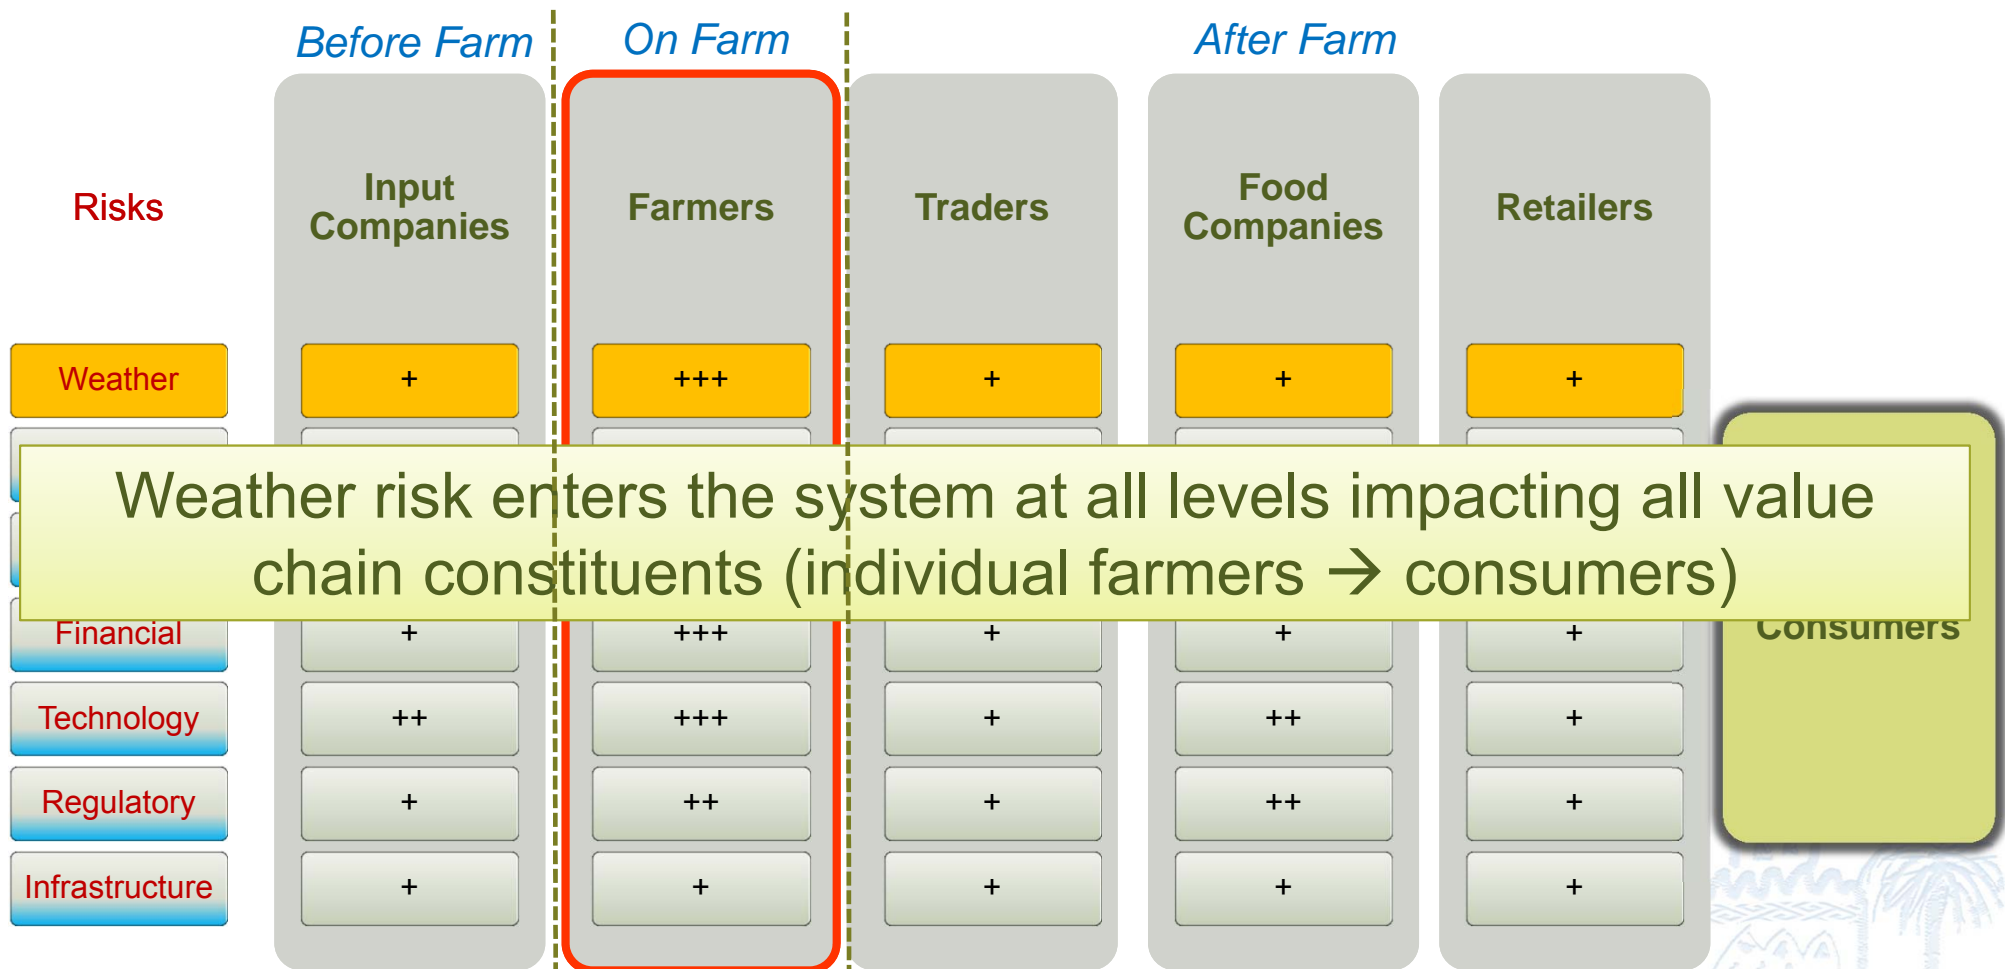 Before Farm On Farm After Farm
Risks Input Companies Farmers Traders Food Companies Retailers
Weather + +++ + + +
Weather risk enters the system at all levels impacting all value
chain constituents (individual farmers → consumers)
Financial + +++ + + +
Consumers
Technology ++ +++ + ++ +
Regulatory + ++ + ++ +
Infrastructure + + + + +